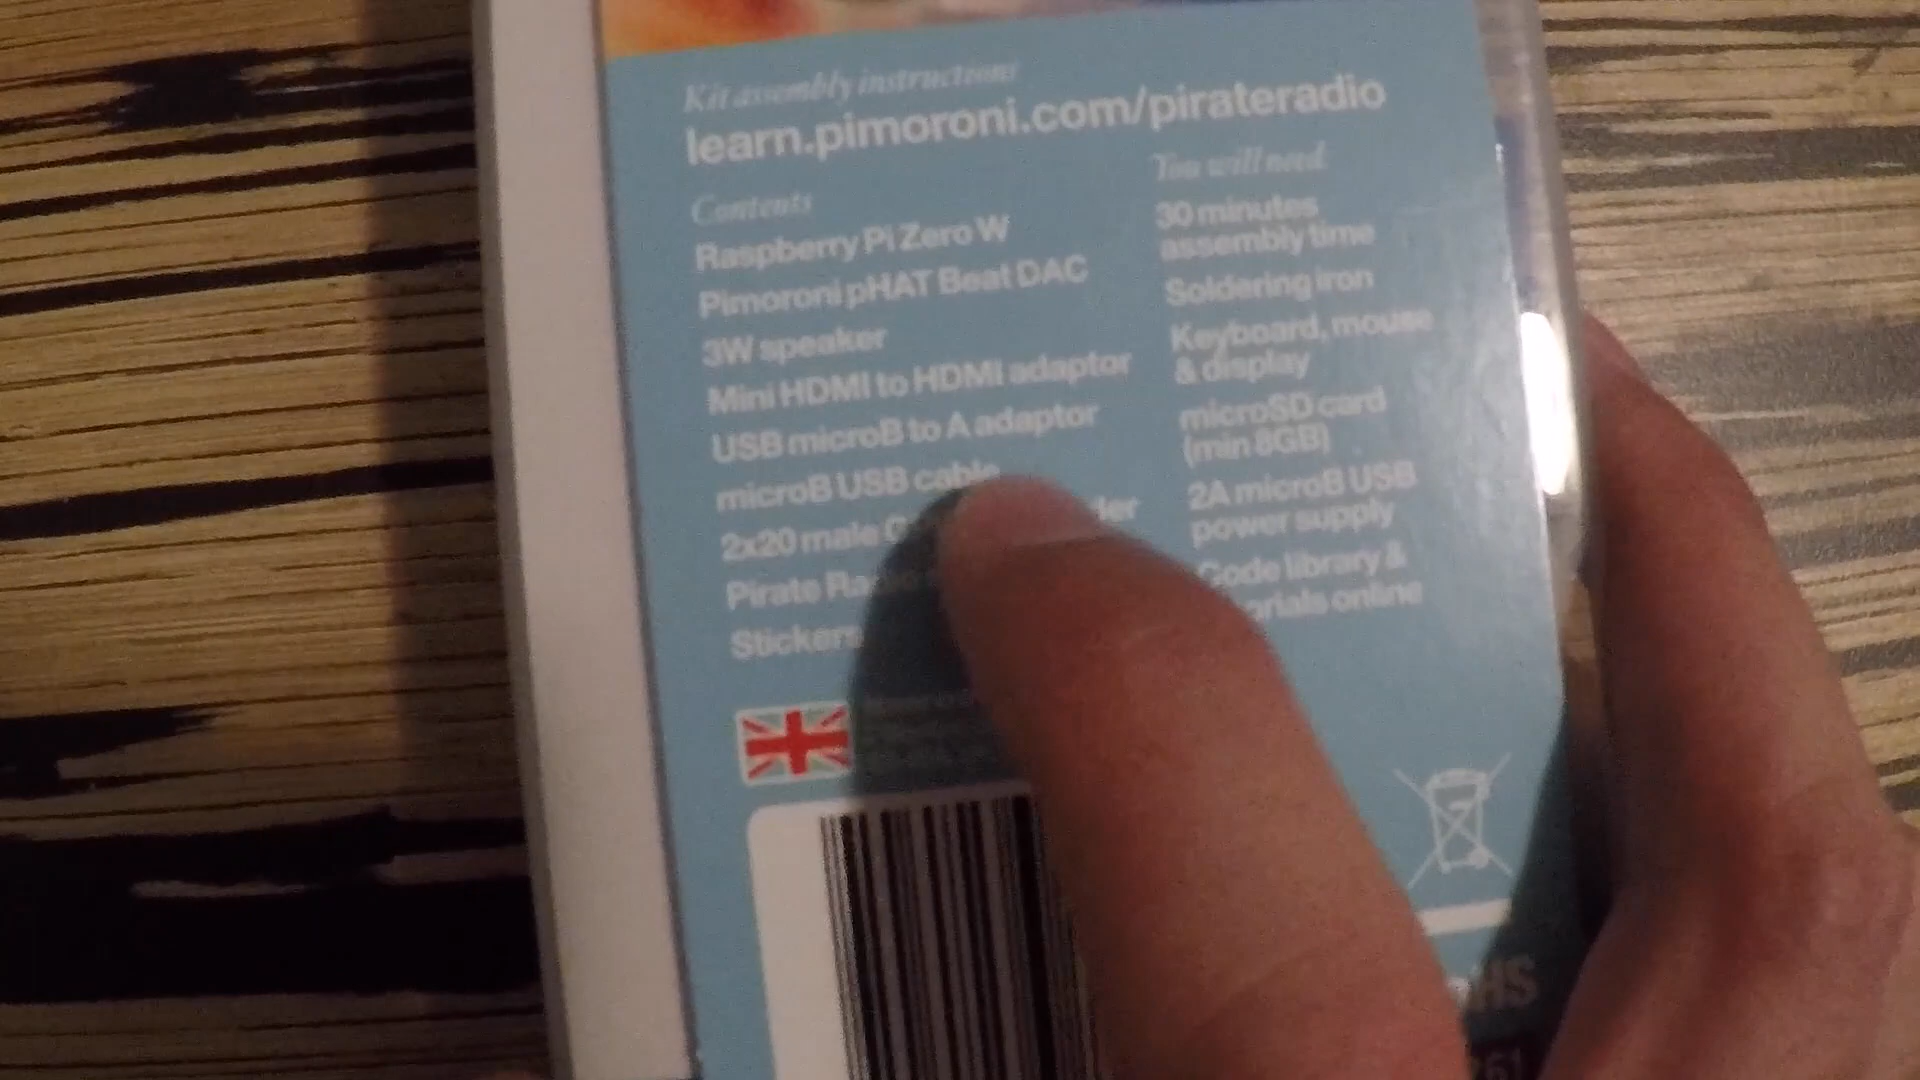 Kit assembly instructions
learn.pimoroni.com/pirateradio
Contents
Raspberry Pi Zero W
Pimoroni pHAT Beat DAC
3W speaker
Mini HDMI to HDMI adaptor
USB microB to A adaptor
microB USB cable
2x20 male
Pirate Radio
Stickers
You will need
30 minutes
assembly time
Soldering iron
Keyboard, mouse
& display
microSD card
(min 8GB)
2A microB USB
power supply
Code library &
online